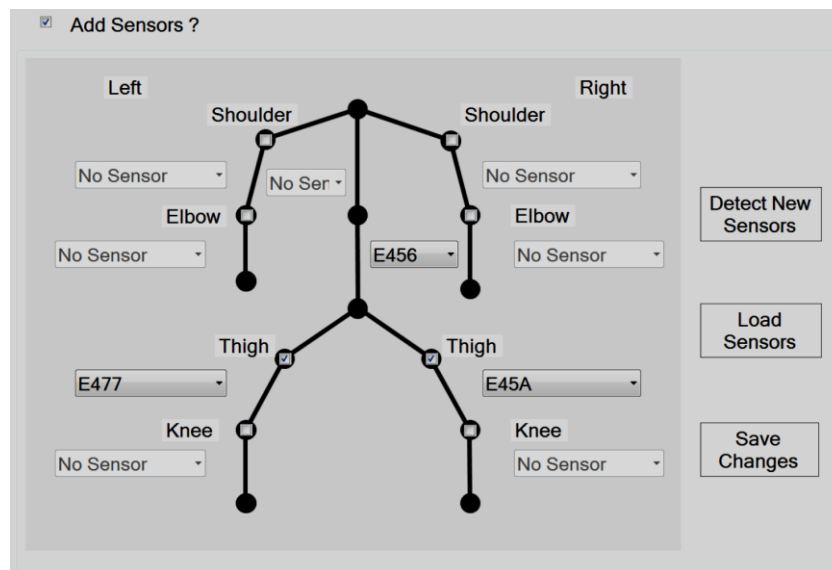 Add Sensors ?
Left
Right
Shoulder
Shoulder
No Sensor
No Ser
No Sensor
Elbow
Elbow
No Sensor
E456
No Sensor
Thigh
Thigh
E477
E45A
Knee
Knee
No Sensor
No Sensor
Detect New
Sensors
Load
Sensors
Save
Changes